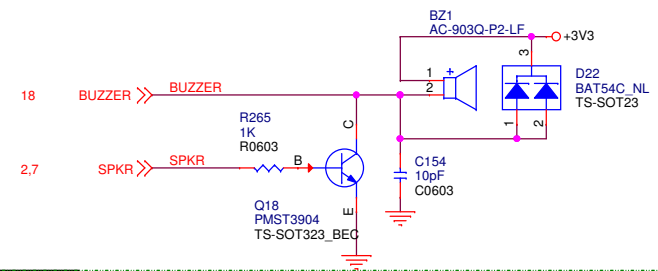 BZ1
AC-903Q-P2-LF
+3V3
3
1
2
+
D22
BAT54C_NL
TS-SOT23
1
2
18
BUZZER
BUZZER
R265
1K
R0603
C
2,7
SPKR
SPKR
B
C154
10pF
C0603
Q18
PMST3904
TS-SOT323_BEC
E